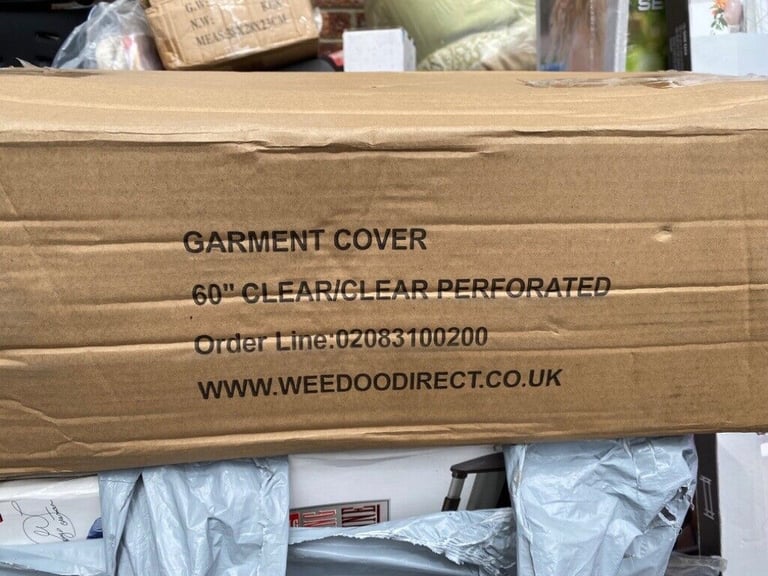 G.W:
N.W:
GARMENT COVER
60" CLEAR/CLEAR PERFORATED
Order Line:02083100200
WWW.WEEDOODIRECT.CO.UK